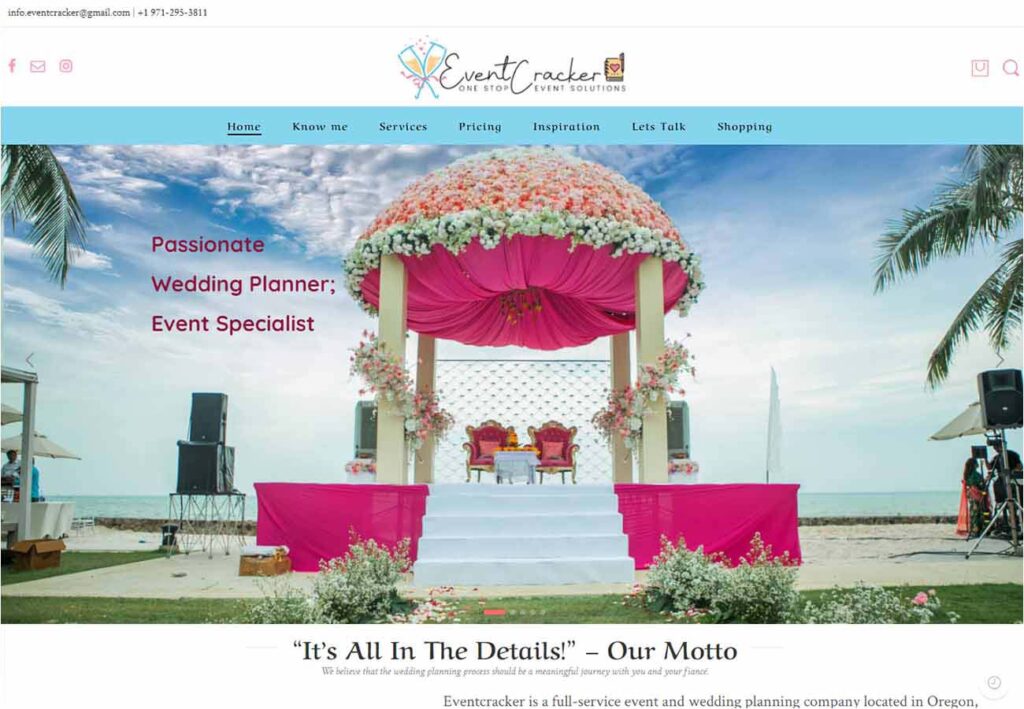 info.eventcracker@gmail.com | +1 971-295-3811
EventCracker
ONE STOP EVENT SOLUTIONS
Home Know me Services Pricing Inspiration Lets Talk Shopping
Passionate
Wedding Planner;
Event Specialist
“It's All In The Details!” – Our Motto
We believe that the wedding planning process should be a meaningful journey with you and your fiancé.
Eventcracker is a full-service event and wedding planning company located in Oregon,